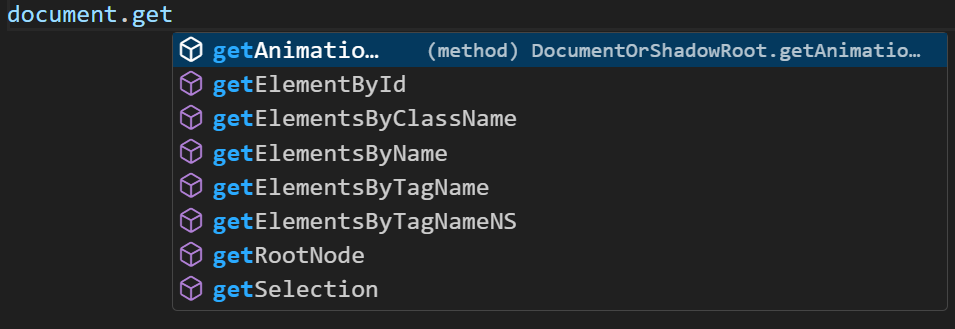 document.get
getAnimatio… (method) DocumentOrShadowRoot.getAnimatio…
getElementById
getElementsByClassName
getElementsByName
getElementsByTagName
getElementsByTagNameNS
getRootNode
getSelection